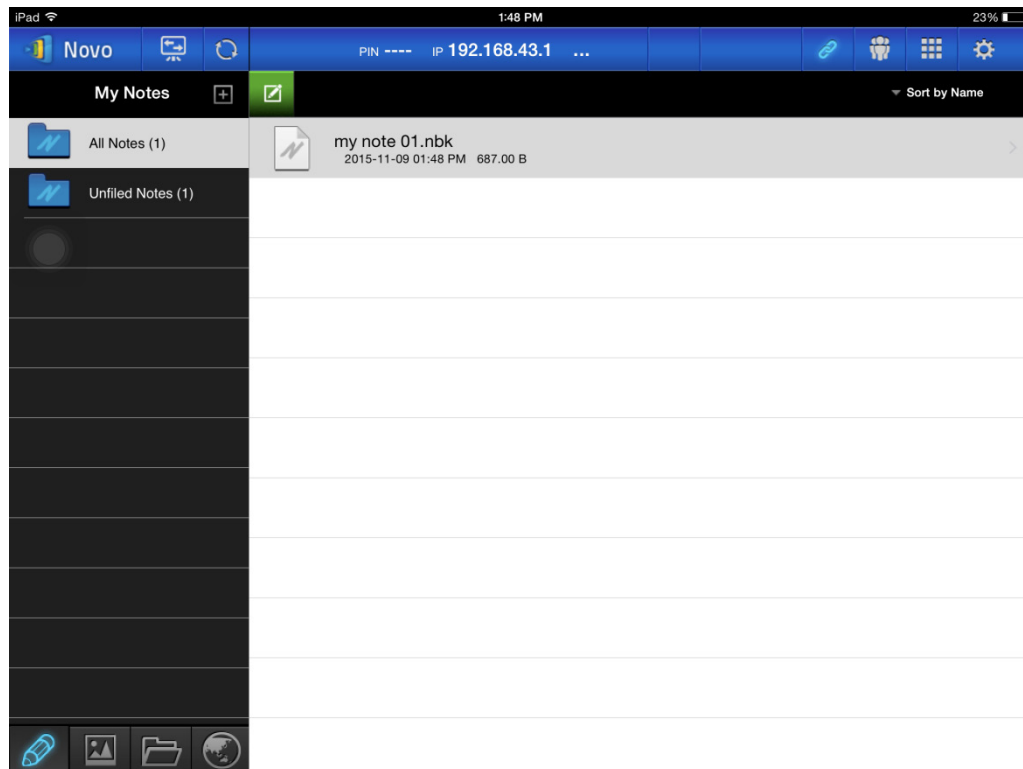 iPad 1:48 PM 23%
Novo PIN ---- IP 192.168.43.1 ...
My Notes Sort by Name
All Notes (1)
my note 01.nbk
2015-11-09 01:48 PM 687.00 B
Unfiled Notes (1)